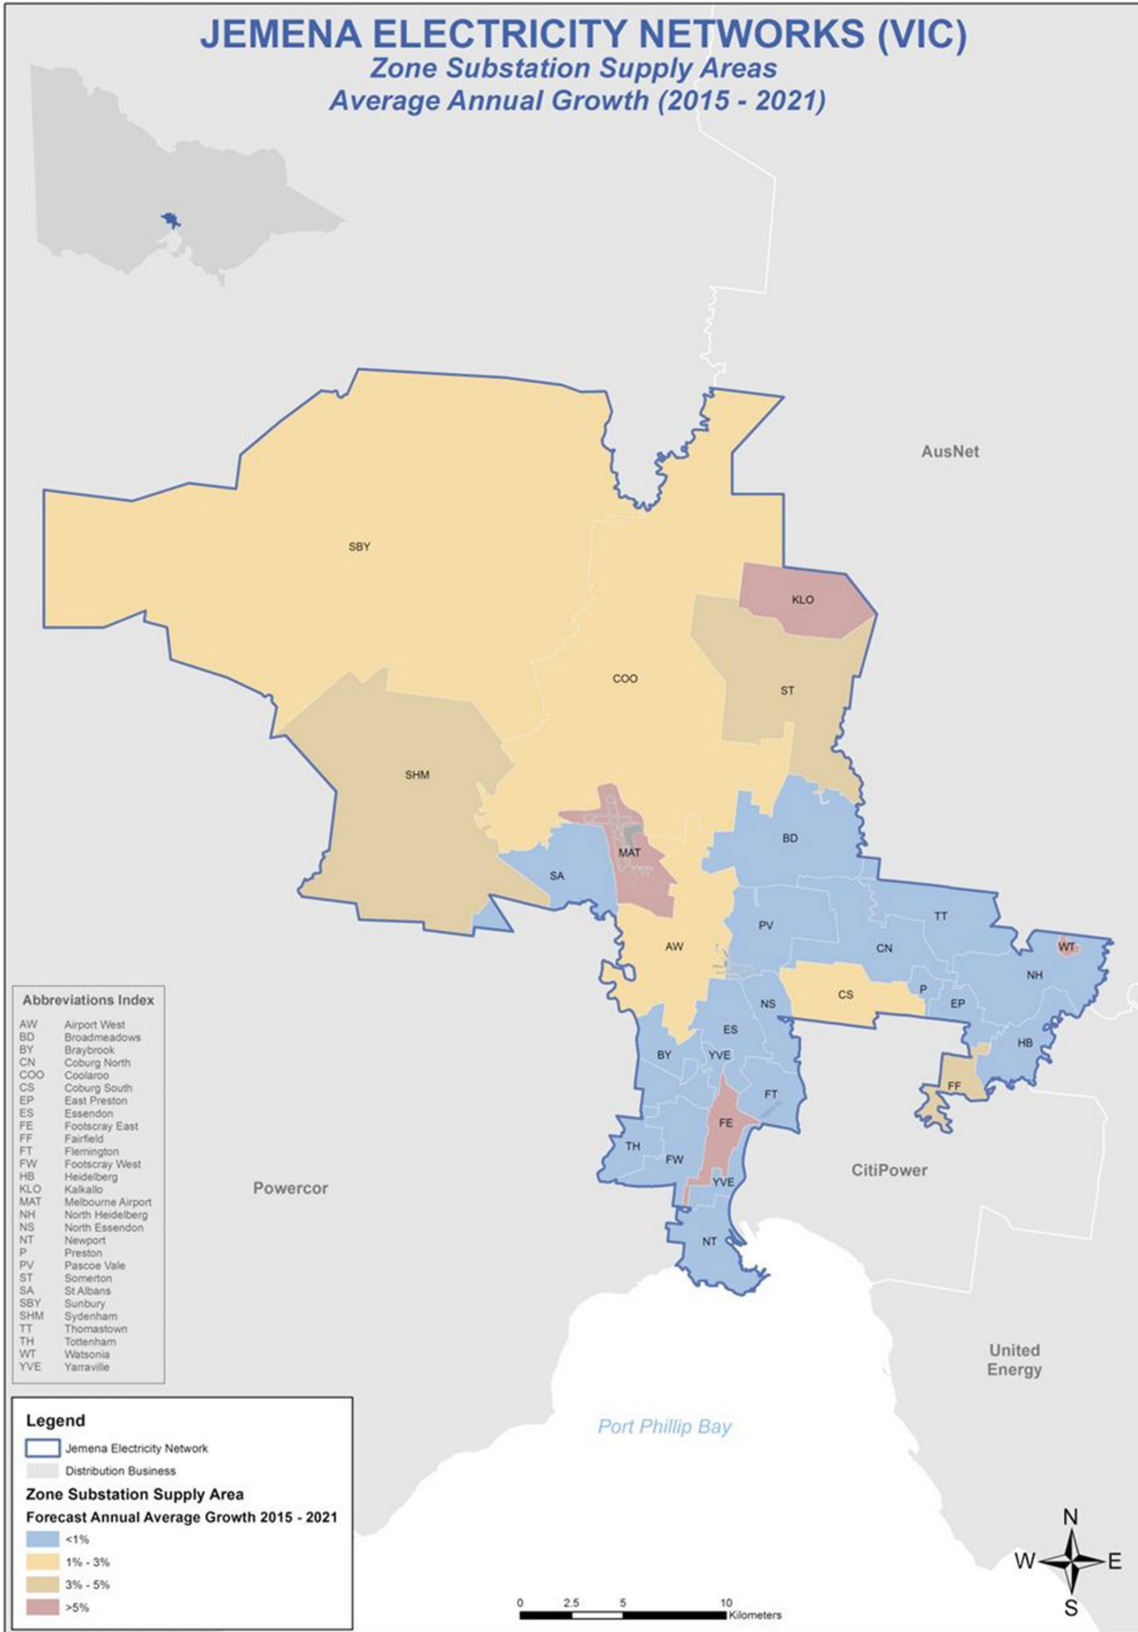 JEMENA ELECTRICITY NETWORKS (VIC)
Zone Substation Supply Areas
Average Annual Growth (2015 - 2021)
AusNet
SBY
KLO
COO
ST
SHM
BD
MAT
SA
TT
PV
AW
CN
WT
NH
P
CS
NS
EP
ES
HB
BY
YVE
FF
FT
FE
TH
FW
CitiPower
YVE
Powercor
NT
United
Energy
Port Phillip Bay
Abbreviations Index
AW Airport West
BD Broadmeadows
BY Braybrook
CN Coburg North
COO Coolaroo
CS Coburg South
EP East Preston
ES Essendon
FE Footscray East
FF Fairfield
FT Flemington
FW Footscray West
HB Heidelberg
KLO Kalkallo
MAT Melbourne Airport
NH North Heidelberg
NS North Essendon
NT Newport
P Preston
PV Pascoe Vale
ST Somerton
SA St Albans
SBY Sunbury
SHM Sydenham
TT Thomastown
TH Tottenham
WT Watsonia
YVE Yarraville
Legend
Jemena Electricity Network
Distribution Business
Zone Substation Supply Area
Forecast Annual Average Growth 2015 - 2021
<1%
1% - 3%
3% - 5%
>5%
0 2.5 5 10
Kilometers
N
W E
S